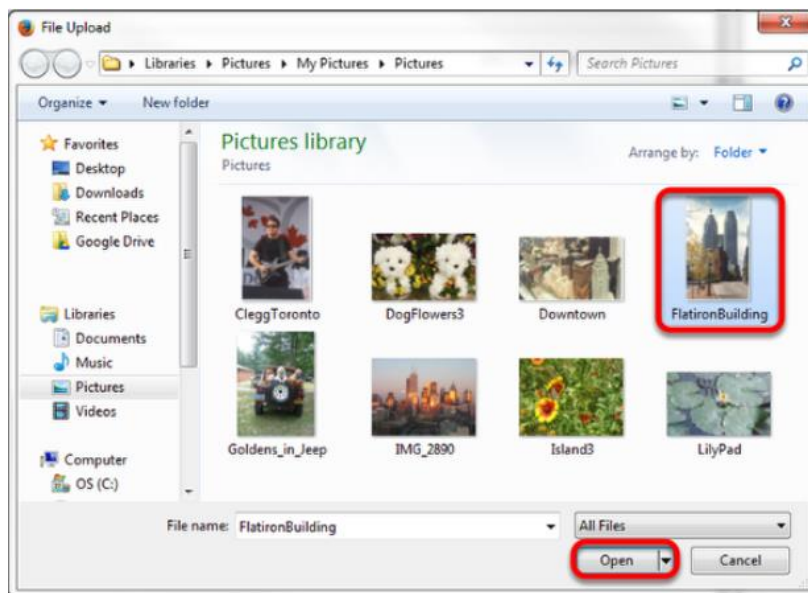 File Upload
Libraries Pictures My Pictures Pictures
Search Pictures
Organize New folder
Favorites
Desktop
Downloads
Recent Places
Google Drive
Libraries
Documents
Music
Pictures
Videos
Computer
OS (C:)
Pictures library
Pictures
Arrange by: Folder
CleggToronto DogFlowers3 Downtown FlatironBuilding
Goldens_in_Jeep IMG_2890 Island3 LilyPad
File name: FlatironBuilding All Files
Open Cancel